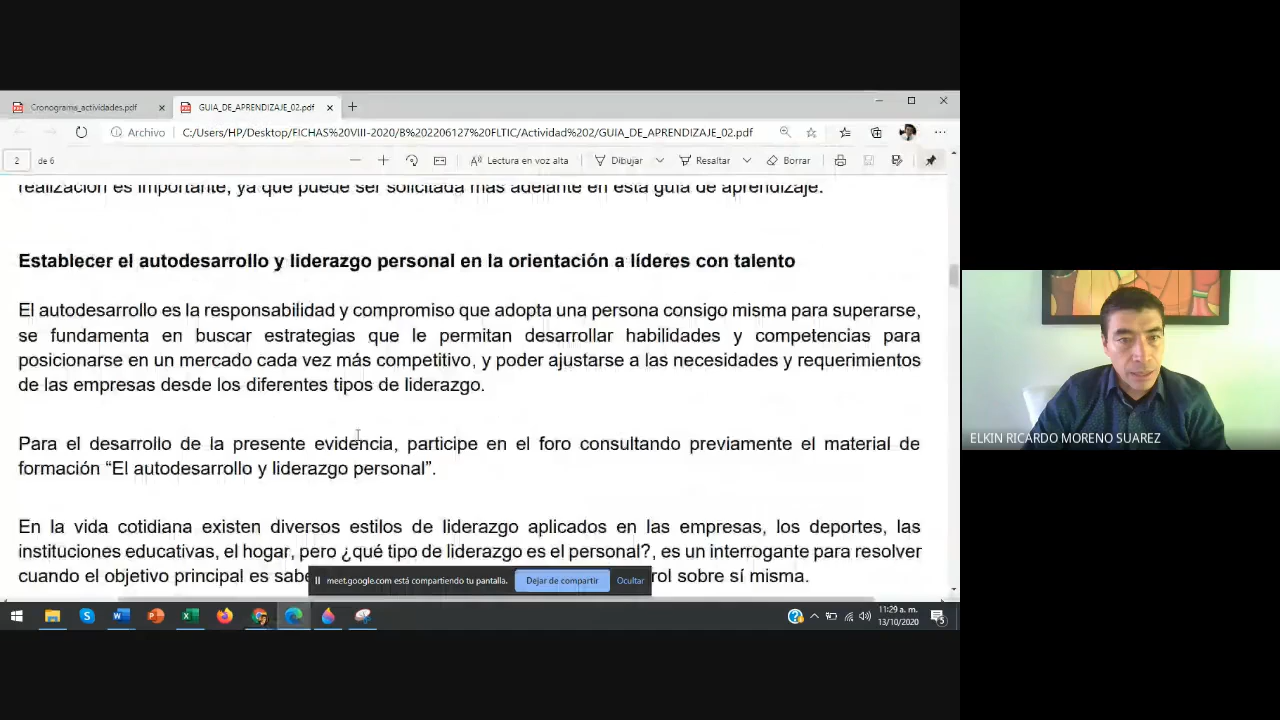 Cronograma_actividades.pdf
GUIA_DE_APRENDIZAJE_02.pdf
Archivo
C:/Users/HP/Desktop/FICHAS%20VIII-2020/B%202206127%20FLTIC/Actividad%202/GUIA_DE_APRENDIZAJE_02.pdf
2 de 6
Lectura en voz alta
Dibujar
Resaltar
Borrar
realización es importante, ya que puede ser solicitada más adelante en esta guía de aprendizaje.
Establecer el autodesarrollo y liderazgo personal en la orientación a líderes con talento
El autodesarrollo es la responsabilidad y compromiso que adopta una persona consigo misma para superarse,
se fundamenta en buscar estrategias que le permitan desarrollar habilidades y competencias para
posicionarse en un mercado cada vez más competitivo, y poder ajustarse a las necesidades y requerimientos
de las empresas desde los diferentes tipos de liderazgo.
Para el desarrollo de la presente evidencia, participe en el foro consultando previamente el material de
formación “El autodesarrollo y liderazgo personal”.
En la vida cotidiana existen diversos estilos de liderazgo aplicados en las empresas, los deportes, las
instituciones educativas, el hogar, pero ¿qué tipo de liderazgo es el personal?, es un interrogante para resolver
cuando el objetivo principal es sabe rol sobre sí misma.
meet.google.com está compartiendo tu pantalla.
Dejar de compartir
Ocultar
ELKIN RICARDO MORENO SUAREZ
11:29 a. m.
13/10/2020
5